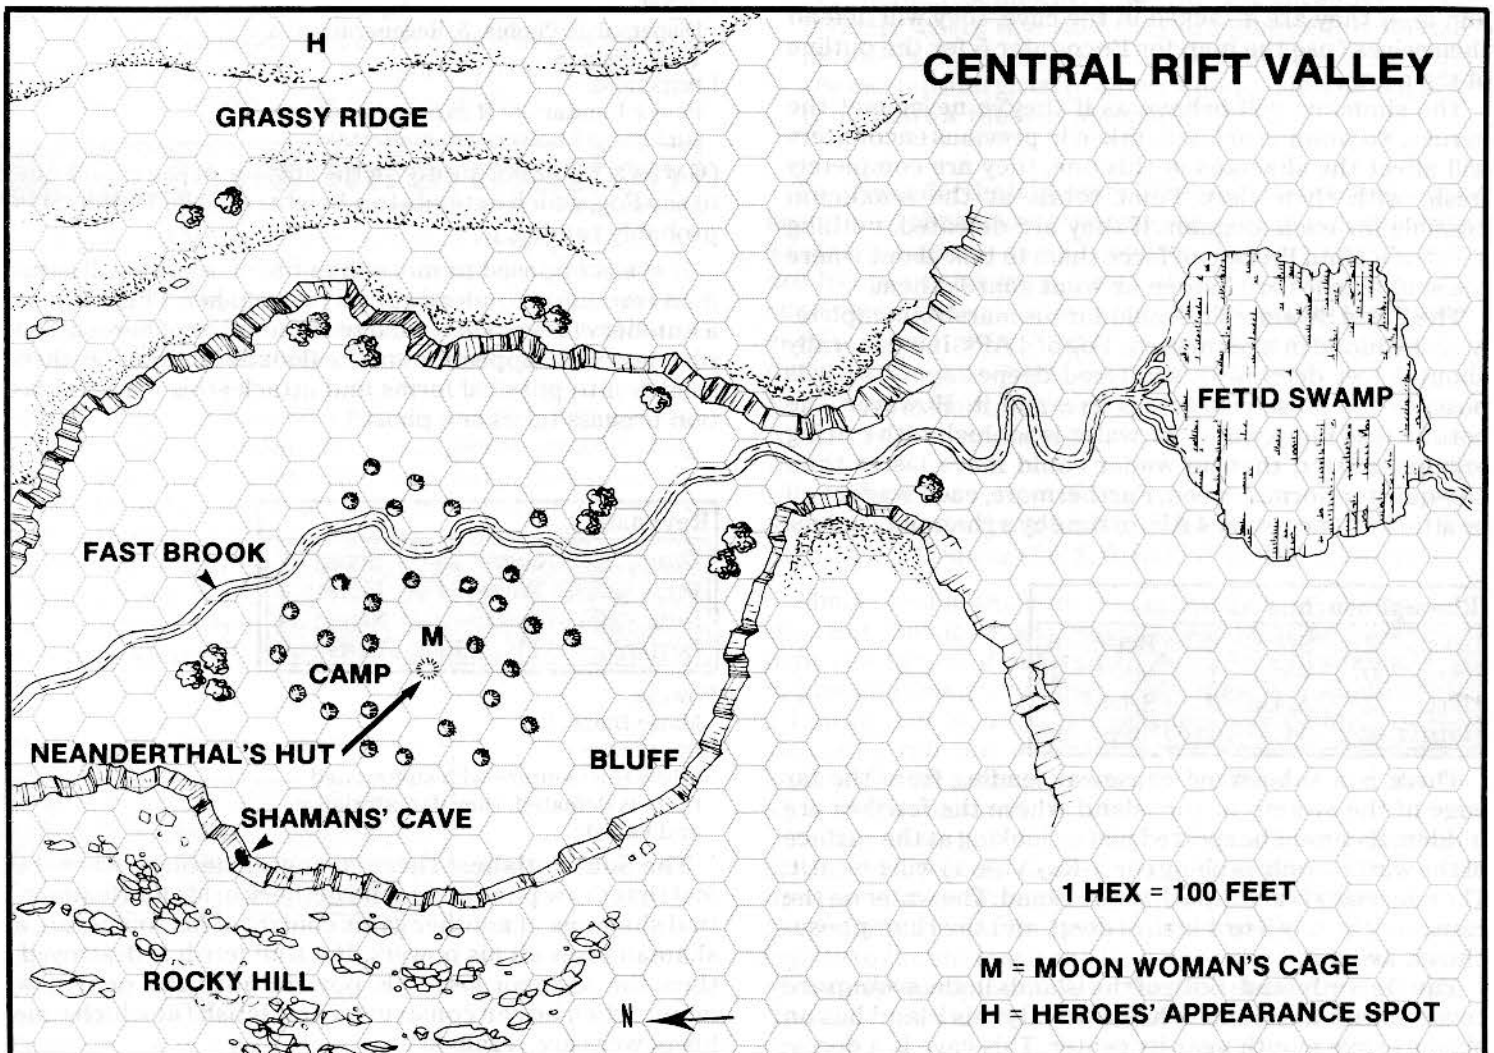 H
CENTRAL RIFT VALLEY
GRASSY RIDGE
FETID SWAMP
FAST BROOK
M
CAMP
NEANDERTHAL'S HUT
BLUFF
SHAMANS' CAVE
1 HEX = 100 FEET
ROCKY HILL
M = MOON WOMAN'S CAGE
N
H = HEROES' APPEARANCE SPOT